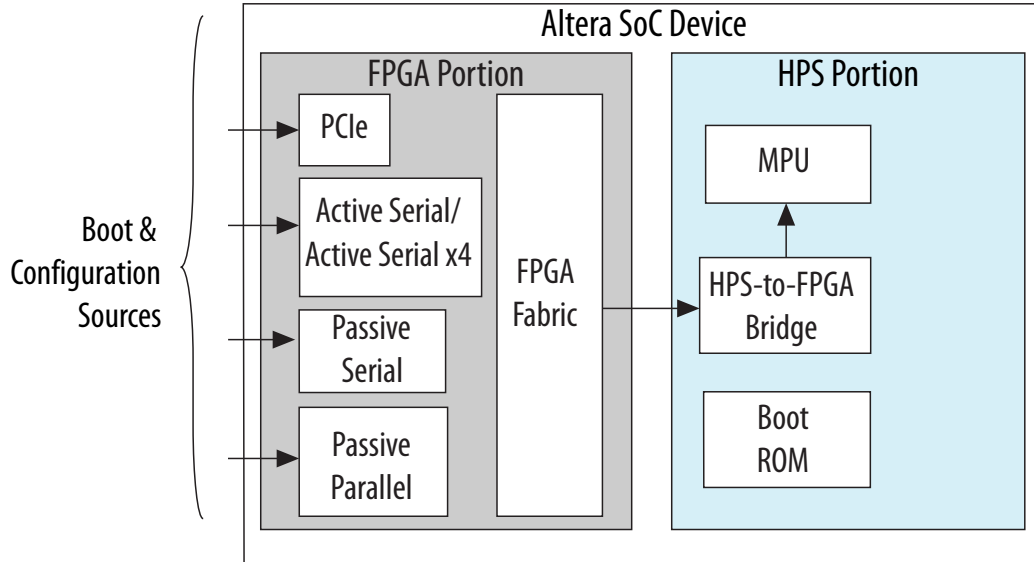 Altera SoC Device
FPGA Portion
HPS Portion
PCIe
Active Serial/
Active Serial x4
Passive
Serial
Passive
Parallel
FPGA
Fabric
MPU
HPS-to-FPGA
Bridge
Boot
ROM
Boot &
Configuration
Sources